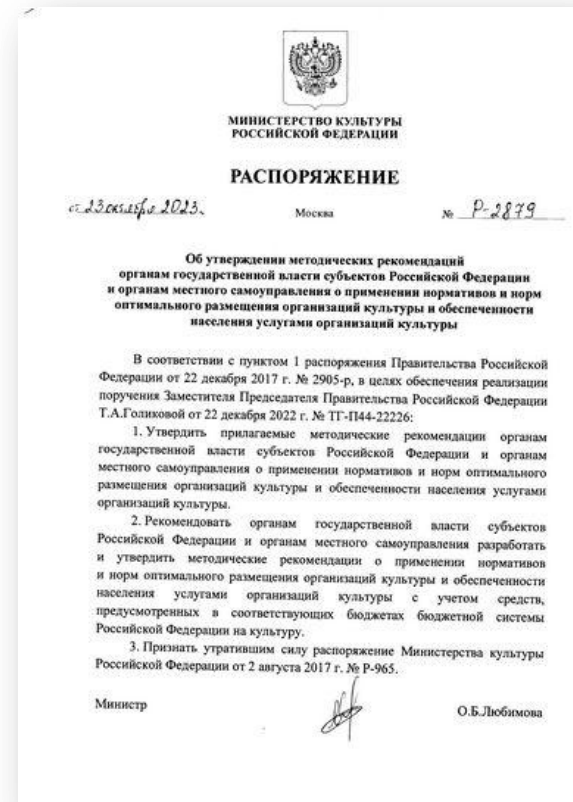 МИНИСТЕРСТВО КУЛЬТУРЫ
РОССИЙСКОЙ ФЕДЕРАЦИИ
РАСПОРЯЖЕНИЕ
от 23 октября 2023. Москва № Р-2879
Об утверждении методических рекомендаций
органам государственной власти субъектов Российской Федерации
и органам местного самоуправления о применении нормативов и норм
оптимального размещения организаций культуры и обеспеченности
населения услугами организаций культуры
В соответствии с пунктом 1 распоряжения Правительства Российской
Федерации от 22 декабря 2017 г. № 2905-р, в целях обеспечения реализации
поручения Заместителя Председателя Правительства Российской Федерации
Т.А.Голиковой от 22 декабря 2022 г. № ТГ-П44-22226:
1. Утвердить прилагаемые методические рекомендации органам
государственной власти субъектов Российской Федерации и органам
местного самоуправления о применении нормативов и норм оптимального
размещения организаций культуры и обеспеченности населения услугами
организаций культуры.
2. Рекомендовать органам государственной власти субъектов
Российской Федерации и органам местного самоуправления разработать
и утвердить методические рекомендации о применении нормативов
и норм оптимального размещения организаций культуры и обеспеченности
населения услугами организаций культуры с учетом средств,
предусмотренных в соответствующих бюджетах бюджетной системы
Российской Федерации на культуру.
3. Признать утратившим силу распоряжение Министерства культуры
Российской Федерации от 2 августа 2017 г. № Р-965.
Министр О.Б.Любимова